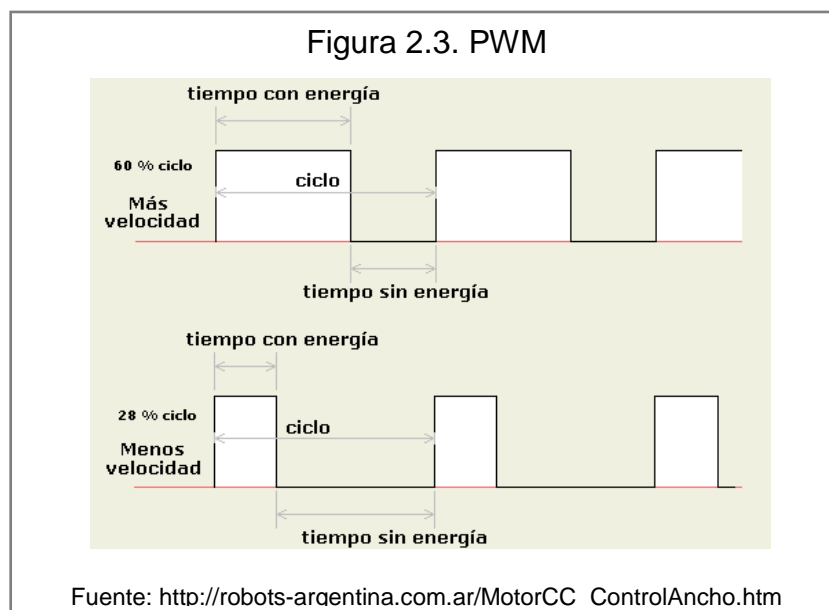 Figura 2.3. PWM
tiempo con energía
60 % ciclo
ciclo
Más
velocidad
tiempo sin energía
tiempo con energía
28 % ciclo
ciclo
Menos
velocidad
tiempo sin energía
Fuente: http://robots-argentina.com.ar/MotorCC_ControlAncho.htm